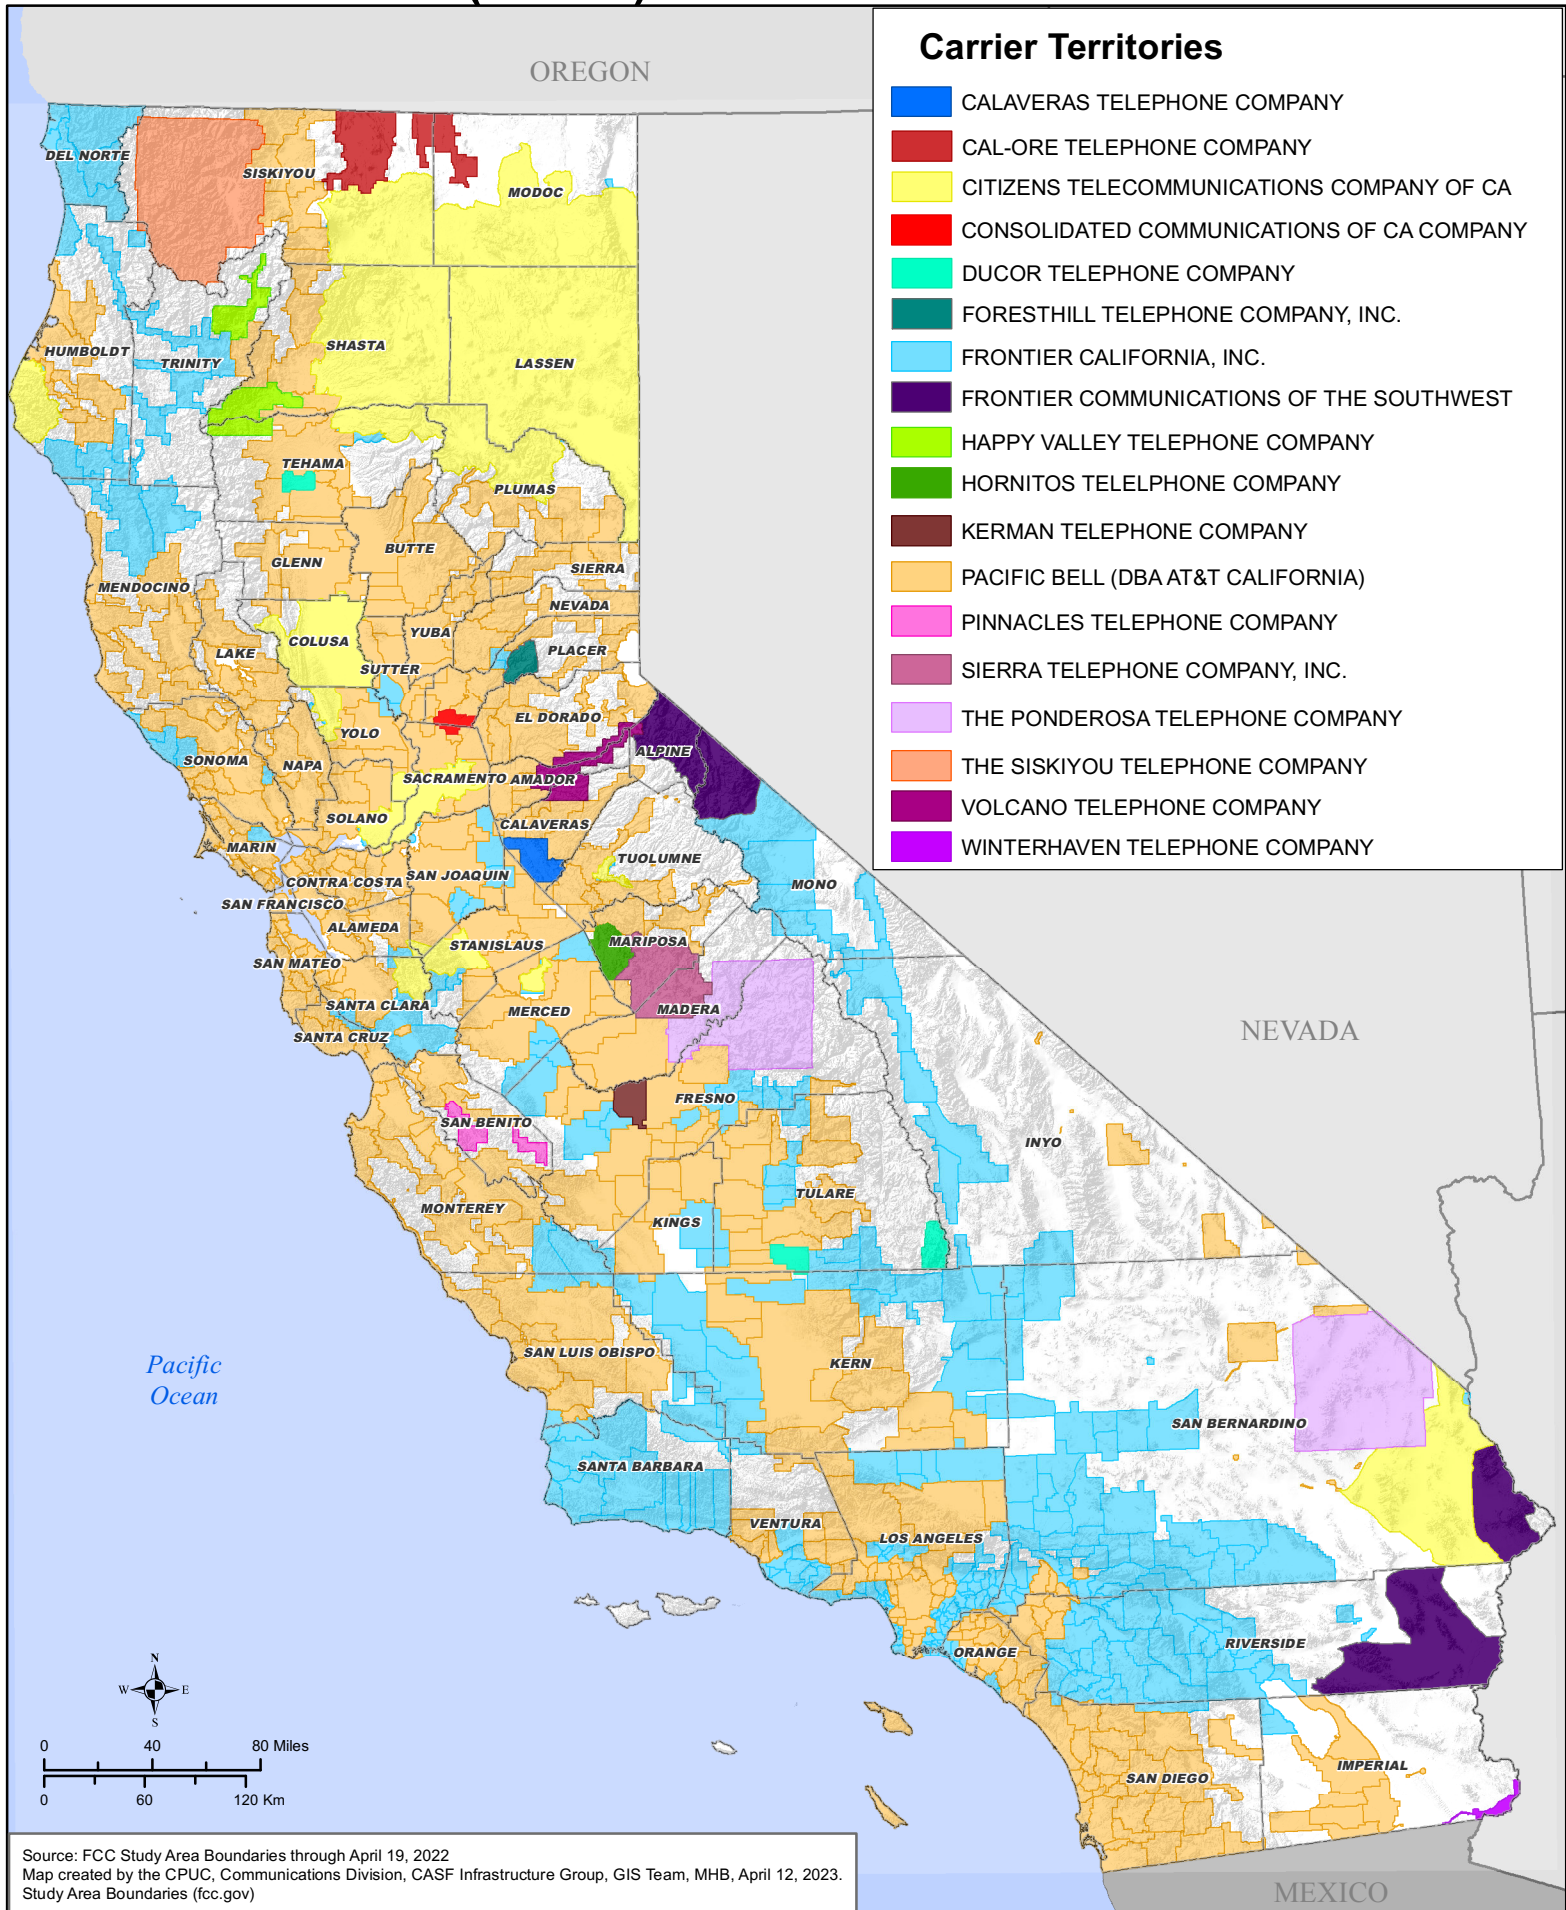 OREGON
Carrier Territories
CALAVERAS TELEPHONE COMPANY
CAL-ORE TELEPHONE COMPANY
CITIZENS TELECOMMUNICATIONS COMPANY OF CA
CONSOLIDATED COMMUNICATIONS OF CA COMPANY
DUCOR TELEPHONE COMPANY
FORESTHILL TELEPHONE COMPANY, INC.
FRONTIER CALIFORNIA, INC.
FRONTIER COMMUNICATIONS OF THE SOUTHWEST
HAPPY VALLEY TELEPHONE COMPANY
HORNITOS TELELPHONE COMPANY
KERMAN TELEPHONE COMPANY
PACIFIC BELL (DBA AT&T CALIFORNIA)
PINNACLES TELEPHONE COMPANY
SIERRA TELEPHONE COMPANY, INC.
THE PONDEROSA TELEPHONE COMPANY
THE SISKIYOU TELEPHONE COMPANY
VOLCANO TELEPHONE COMPANY
WINTERHAVEN TELEPHONE COMPANY
DEL NORTE
SISKIYOU
MODOC
HUMBOLDT
TRINITY
SHASTA
LASSEN
TEHAMA
PLUMAS
BUTTE
GLENN
SIERRA
MENDOCINO
NEVADA
COLUSA
YUBA
LAKE
SUTTER
PLACER
EL DORADO
YOLO
ALPINE
SONOMA
NAPA
SACRAMENTO
AMADOR
SOLANO
CALAVERAS
MARIN
TUOLUMNE
CONTRA COSTA
SAN JOAQUIN
MONO
SAN FRANCISCO
ALAMEDA
STANISLAUS
MARIPOSA
SAN MATEO
SANTA CLARA
MERCED
MADERA
SANTA CRUZ
NEVADA
FRESNO
SAN BENITO
INYO
TULARE
MONTEREY
KINGS
SAN LUIS OBISPO
KERN
Pacific
Ocean
SAN BERNARDINO
SANTA BARBARA
VENTURA
LOS ANGELES
RIVERSIDE
ORANGE
N
W
E
S
0
40
80 Miles
0
60
120 Km
IMPERIAL
SAN DIEGO
Source: FCC Study Area Boundaries through April 19, 2022
Map created by the CPUC, Communications Division, CASF Infrastructure Group, GIS Team, MHB, April 12, 2023.
Study Area Boundaries (fcc.gov)
MEXICO